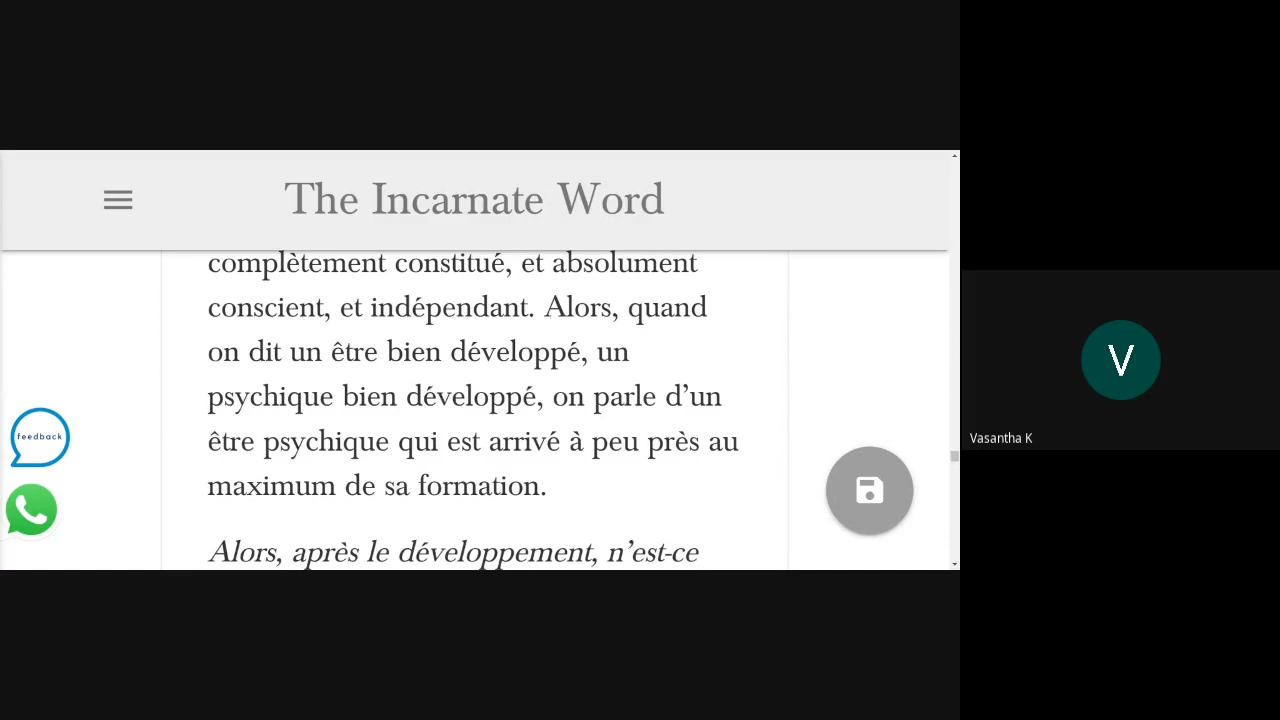 The Incarnate Word
complètement constitué, et absolument
conscient, et indépendant. Alors, quand
on dit un être bien développé, un
psychique bien développé, on parle d’un
être psychique qui est arrivé à peu près au
maximum de sa formation.
Alors, après le développement, n’est-ce
feedback
V
Vasantha K